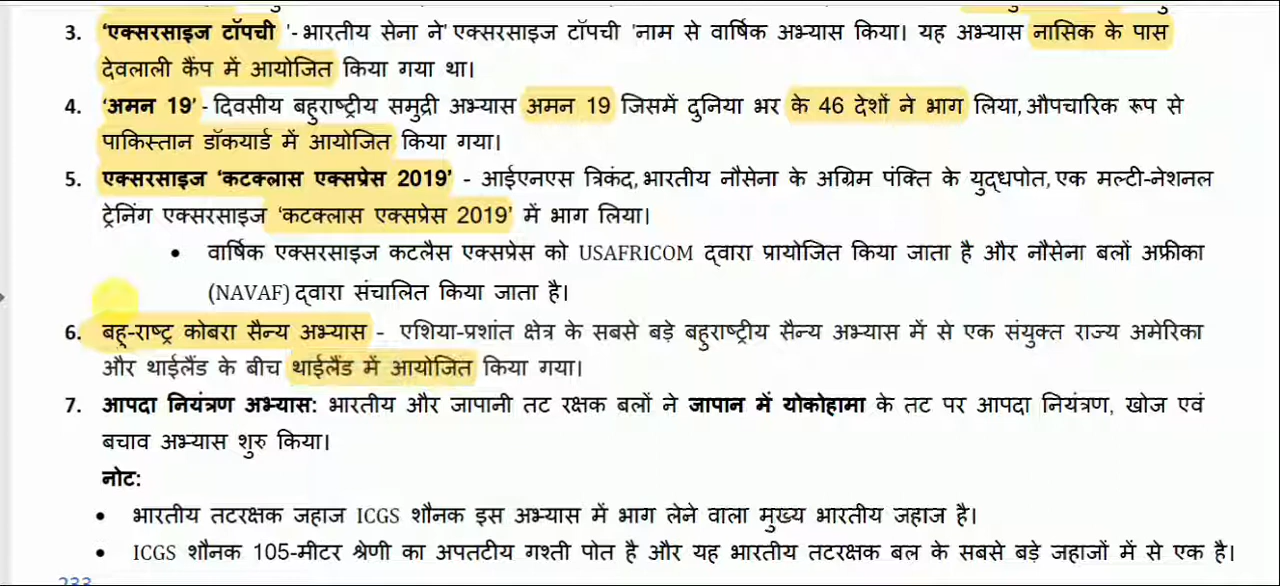 3. ‘एक्सरसाइज टॉपची '- भारतीय सेना ने' एक्सरसाइज टॉपची 'नाम से वार्षिक अभ्यास किया। यह अभ्यास नासिक के पास
देवलाली कैंप में आयोजित किया गया था।
4. ‘अमन 19’ - दिवसीय बहुराष्ट्रीय समुद्री अभ्यास अमन 19 जिसमें दुनिया भर के 46 देशों ने भाग लिया, औपचारिक रूप से
पाकिस्तान डॉकयार्ड में आयोजित किया गया।
5. एक्सरसाइज ‘कटक्लास एक्सप्रेस 2019’ - आईएनएस त्रिकंद, भारतीय नौसेना के अग्रिम पंक्ति के युद्धपोत, एक मल्टी-नेशनल
ट्रेनिंग एक्सरसाइज ‘कटक्लास एक्सप्रेस 2019’ में भाग लिया।
• वार्षिक एक्सरसाइज कटलैस एक्सप्रेस को USAFRICOM द्वारा प्रायोजित किया जाता है और नौसेना बलों अफ्रीका
(NAVAF) द्वारा संचालित किया जाता है।
6. बहु-राष्ट्र कोबरा सैन्य अभ्यास - एशिया-प्रशांत क्षेत्र के सबसे बड़े बहुराष्ट्रीय सैन्य अभ्यास में से एक संयुक्त राज्य अमेरिका
और थाईलैंड के बीच थाईलैंड में आयोजित किया गया।
7. आपदा नियंत्रण अभ्यास: भारतीय और जापानी तट रक्षक बलों ने जापान में योकोहामा के तट पर आपदा नियंत्रण, खोज एवं
बचाव अभ्यास शुरु किया।
नोट:
• भारतीय तटरक्षक जहाज ICGS शौनक इस अभ्यास में भाग लेने वाला मुख्य भारतीय जहाज है।
• ICGS शौनक 105-मीटर श्रेणी का अपतटीय गश्ती पोत है और यह भारतीय तटरक्षक बल के सबसे बड़े जहाजों में से एक है।
233